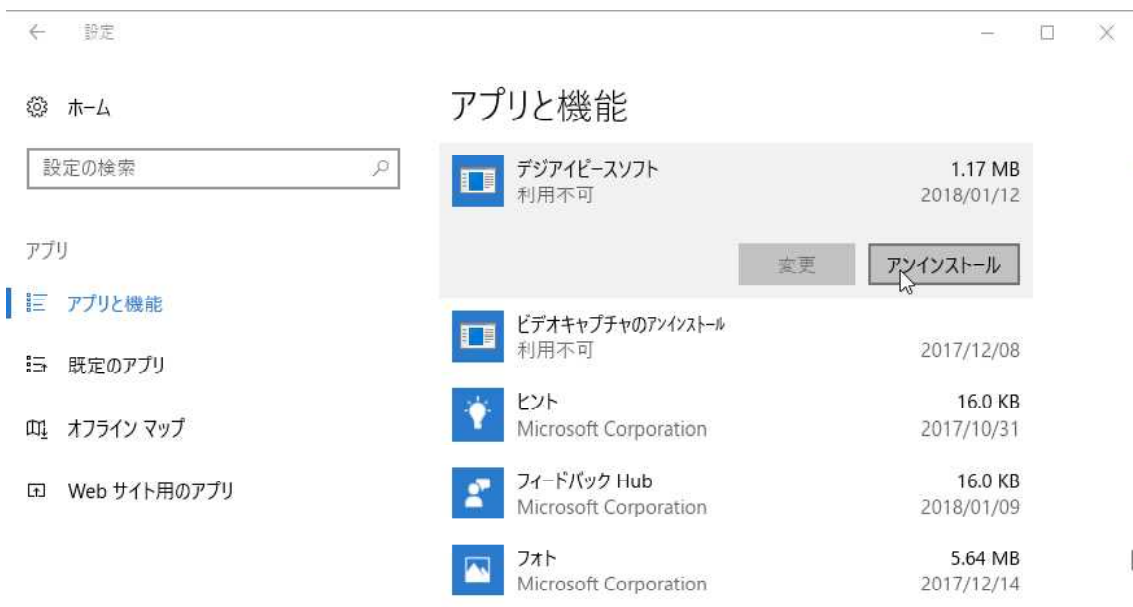 設定
ホーム
設定の検索
アプリ
アプリと機能
既定のアプリ
オフライン マップ
Web サイト用のアプリ
アプリと機能
デジアイピースソフト 1.17 MB
利用不可 2018/01/12
変更 アンインストール
ビデオキャプチャのアンインストール
利用不可 2017/12/08
ヒント 16.0 KB
Microsoft Corporation 2017/10/31
フィードバック Hub 16.0 KB
Microsoft Corporation 2018/01/09
フォト 5.64 MB
Microsoft Corporation 2017/12/14